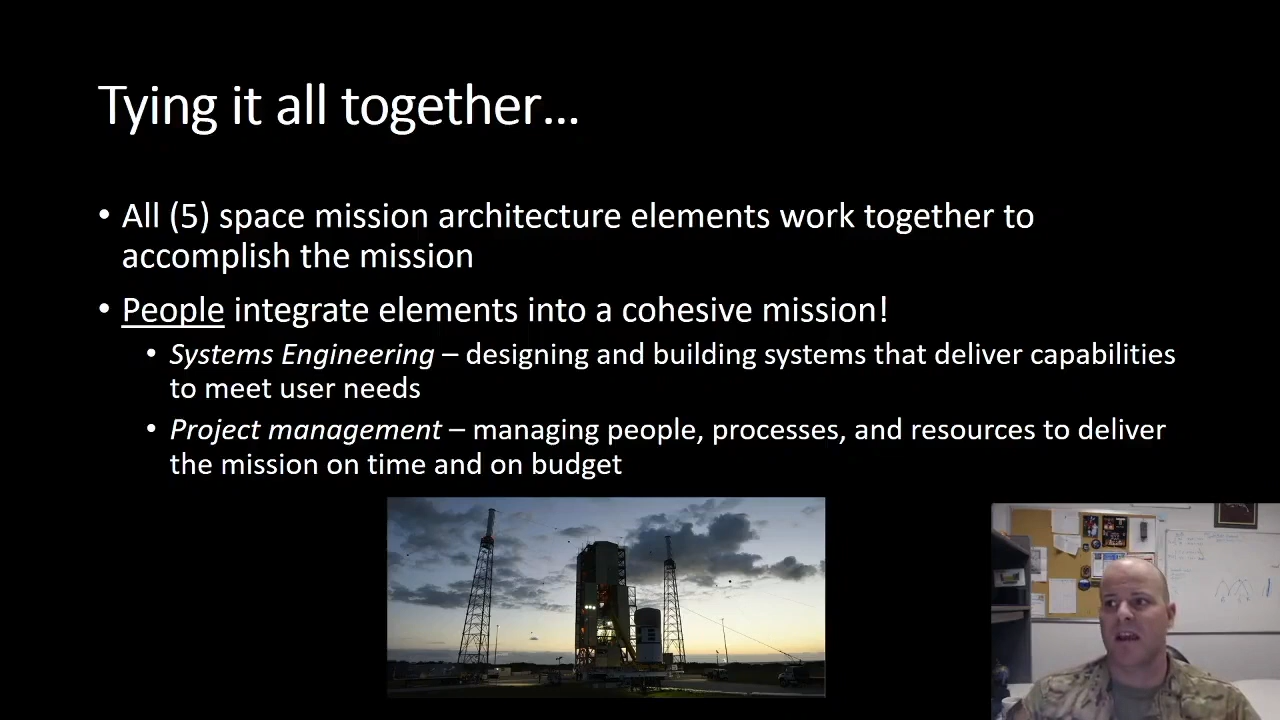 Tying it all together…
• All (5) space mission architecture elements work together to
accomplish the mission
• People integrate elements into a cohesive mission!
• Systems Engineering – designing and building systems that deliver capabilities
to meet user needs
• Project management – managing people, processes, and resources to deliver
the mission on time and on budget